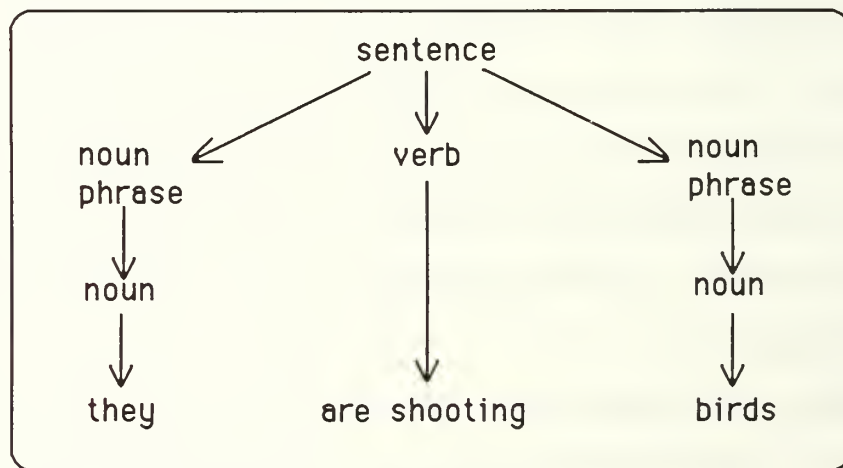 sentence
noun
phrase
verb
noun
phrase
noun
noun
they
are shooting
birds